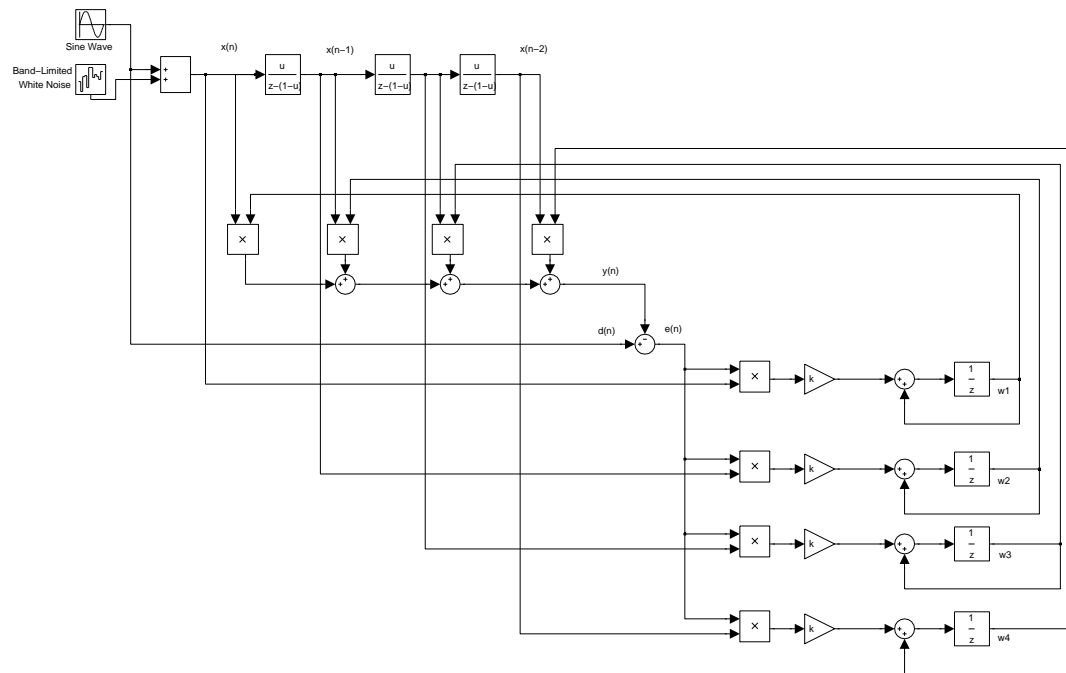 x(n) x(n−1) x(n−2)
Sine Wave
Band−Limited
White Noise
+
+
u
z−(1−u)
u
z−(1−u)
u
z−(1−u)
× × × ×
+
+
+
+
+
+
y(n)
d(n) e(n)
−
+
×
k
+
+
1
z
w1
×
k
+
+
1
z
w2
×
k
+
+
1
z
w3
×
k
+
+
1
z
w4